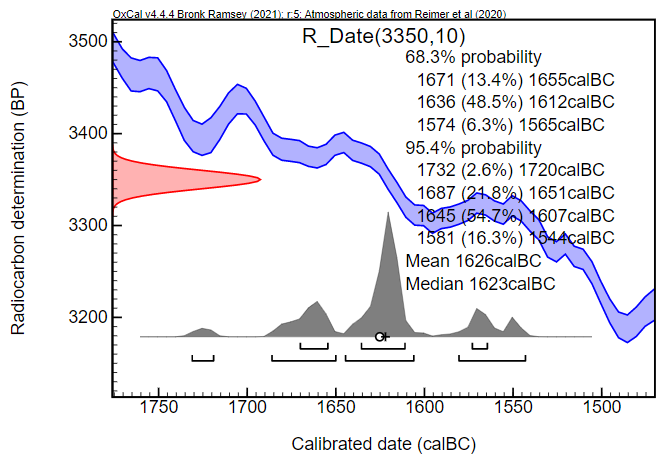 OxCal v4.4.4 Bronk Ramsey (2021); r:5; Atmospheric data from Reimer et al (2020)
R_Date(3350,10)
68.3% probability
1671 (13.4%) 1655calBC
1636 (48.5%) 1612calBC
1574 (6.3%) 1565calBC
95.4% probability
1732 (2.6%) 1720calBC
1687 (21.8%) 1651calBC
1645 (54.7%) 1607calBC
1581 (16.3%) 1544calBC
Mean 1626calBC
Median 1623calBC
Radiocarbon determination (BP)
3500
3400
3300
3200
1750 1700 1650 1600 1550 1500
Calibrated date (calBC)